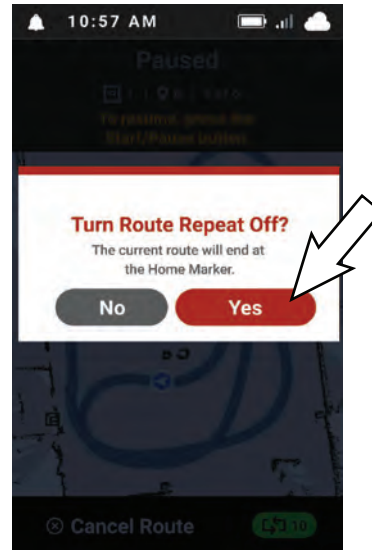 10:57 AM
Paused
To resume, press the
Start/Pause button.
Turn Route Repeat Off?
The current route will end at
the Home Marker.
No
Yes
Cancel Route
10